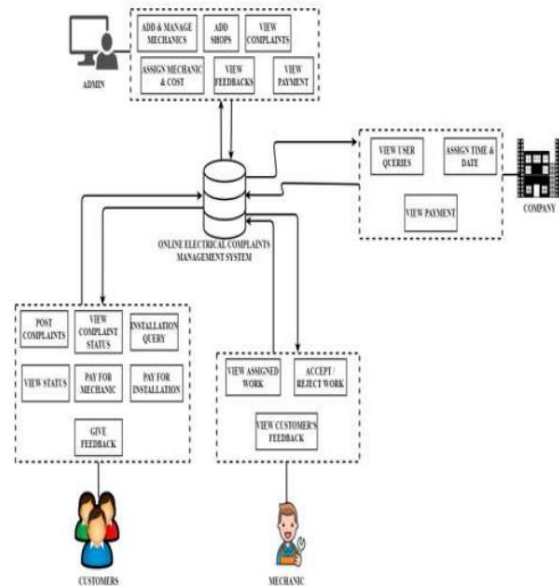 ADD & MANAGE
MECHANICS
ADD
SHOPS
VIEW
COMPLAINTS
ASSIGN MECHANIC
& COST
VIEW
FEEDBACKS
VIEW
PAYMENT
ADMIN
VIEW USER
QUERIES
ASSIGN TIME &
DATE
VIEW PAYMENT
COMPANY
ONLINE ELECTRICAL COMPLAINTS
MANAGEMENT SYSTEM
POST
COMPLAINTS
VIEW
COMPLAINT
STATUS
INSTALLATION
QUERY
VIEW STATUS
PAY FOR
MECHANIC
PAY FOR
INSTALLATION
GIVE
FEEDBACK
VIEW ASSIGNED
WORK
ACCEPT /
REJECT WORK
VIEW CUSTOMER'S
FEEDBACK
CUSTOMERS
MECHANIC